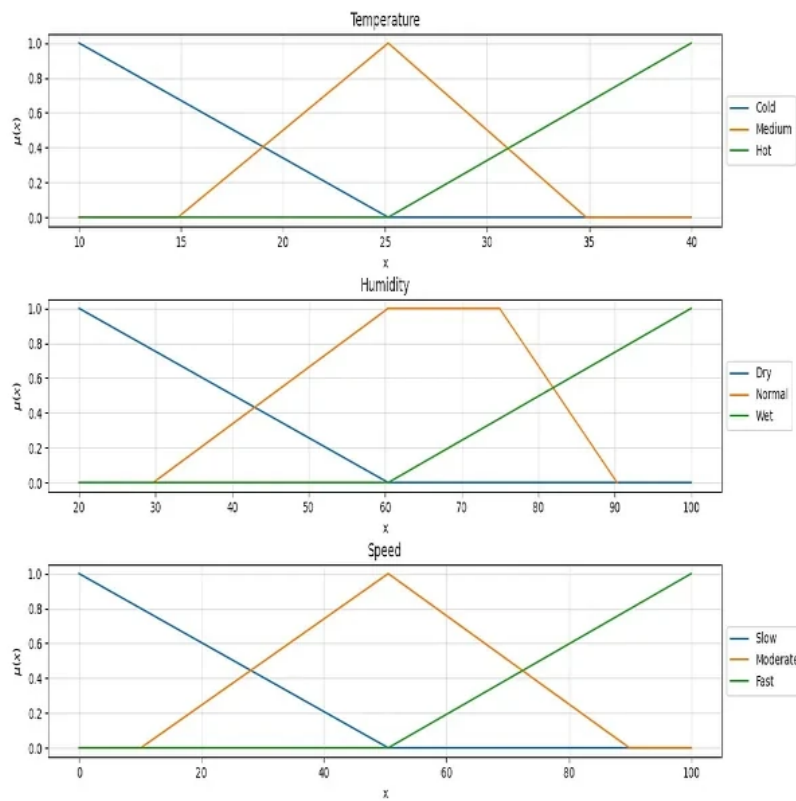 Temperature
1.0
0.8
0.6
0.4
0.2
0.0
μ(x)
10 15 20 25 30 35 40
x
Cold
Medium
Hot
Humidity
1.0
0.8
0.6
0.4
0.2
0.0
μ(x)
20 30 40 50 60 70 80 90 100
x
Dry
Normal
Wet
Speed
1.0
0.8
0.6
0.4
0.2
0.0
μ(x)
0 20 40 60 80 100
x
Slow
Moderate
Fast